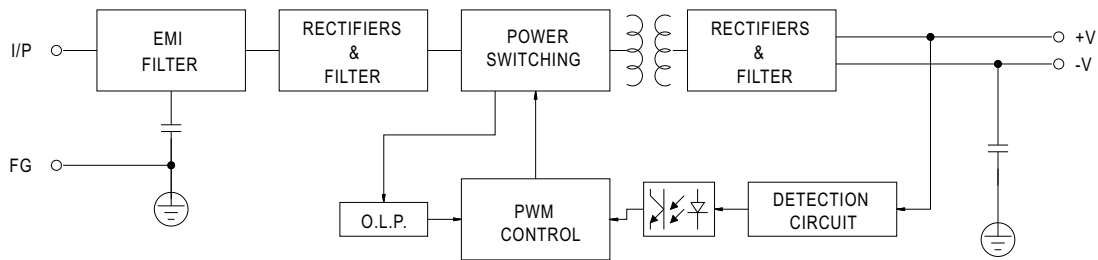 I/P
EMI
FILTER
RECTIFIERS
&
FILTER
POWER
SWITCHING
RECTIFIERS
&
FILTER
+V
-V
FG
O.L.P.
PWM
CONTROL
DETECTION
CIRCUIT